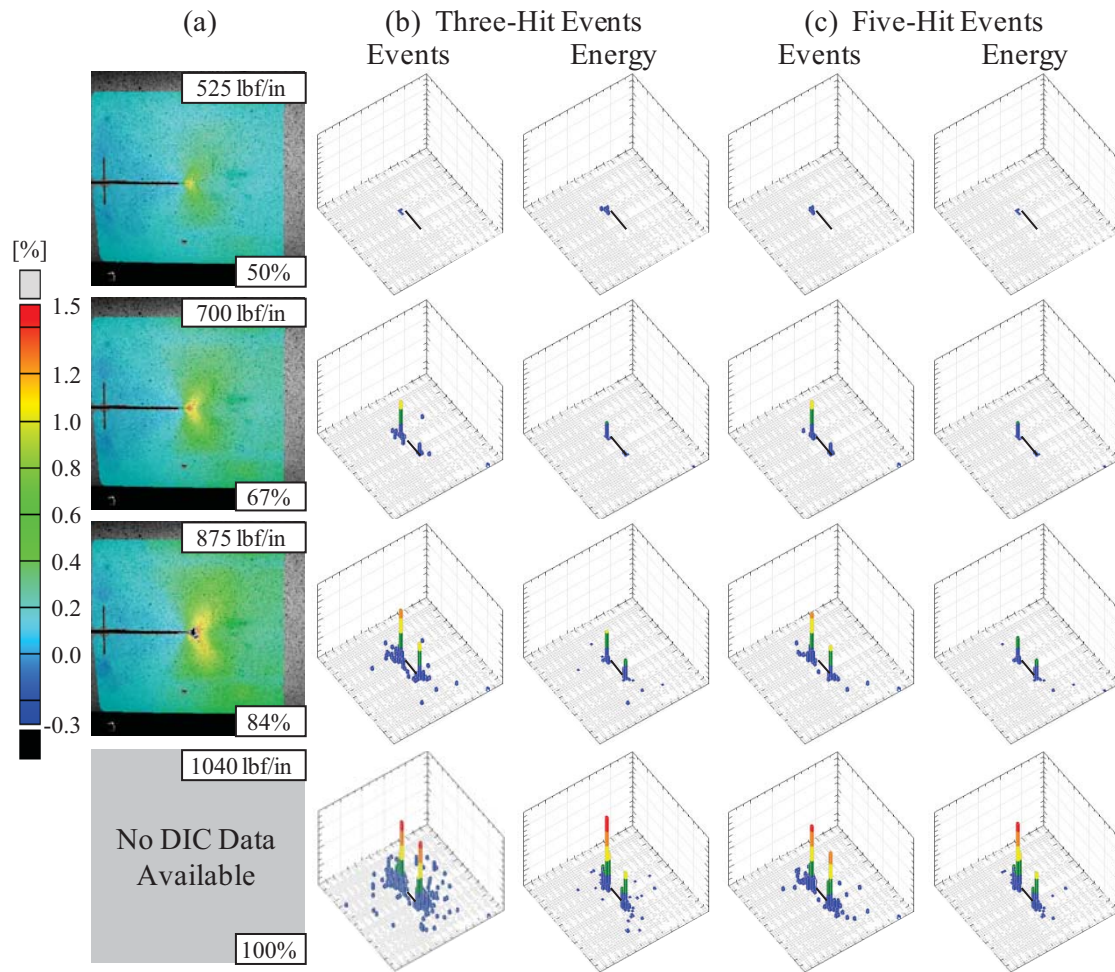 (a) (b) Three-Hit Events (c) Five-Hit Events
Events Energy Events Energy
525 lbf/in
50%
[%]
700 lbf/in
1.5
1.2
1.0
0.8
0.6
0.4
0.2
0.0
-0.3
67%
875 lbf/in
84%
1040 lbf/in
No DIC Data
Available
100%